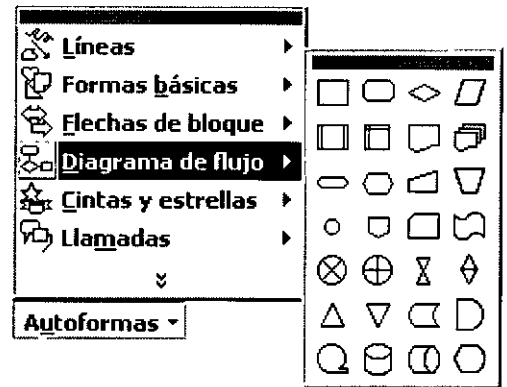 Líneas
Formas básicas
Flechas de bloque
Diagrama de flujo
Cintas y estrellas
Llamadas
Autoformas